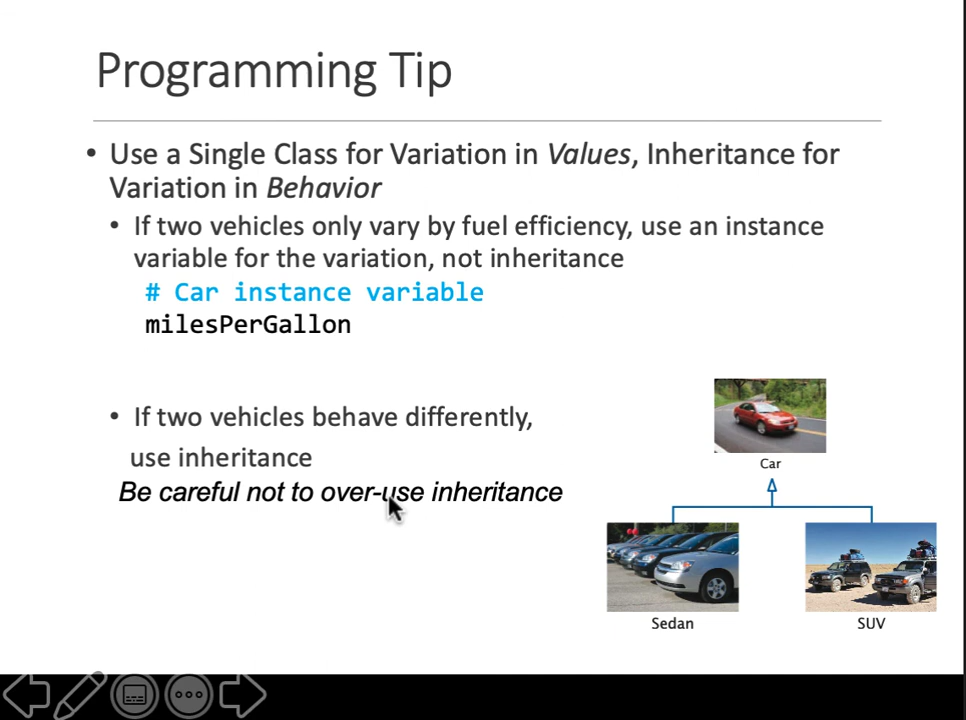 Programming Tip
• Use a Single Class for Variation in Values, Inheritance for
Variation in Behavior
• If two vehicles only vary by fuel efficiency, use an instance
variable for the variation, not inheritance
# Car instance variable
milesPerGallon
• If two vehicles behave differently,
use inheritance
Be careful not to over-use inheritance
Car
Sedan
SUV